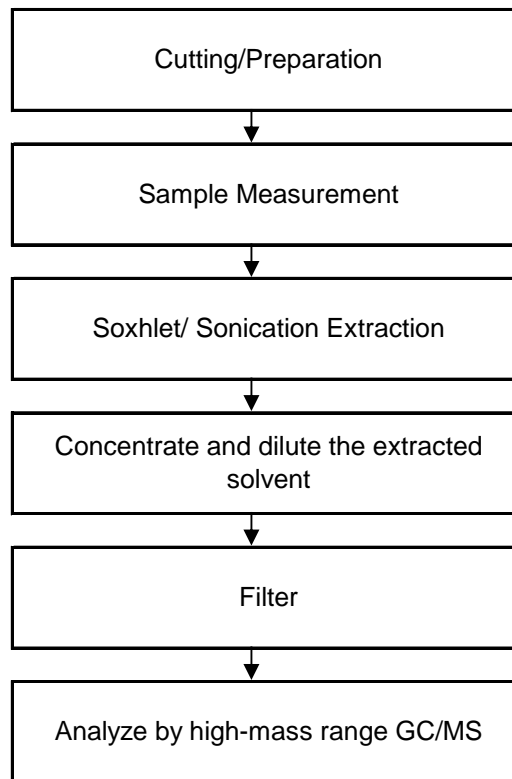 Cutting/Preparation
Sample Measurement
Soxhlet/ Sonication Extraction
Concentrate and dilute the extracted
solvent
Filter
Analyze by high-mass range GC/MS